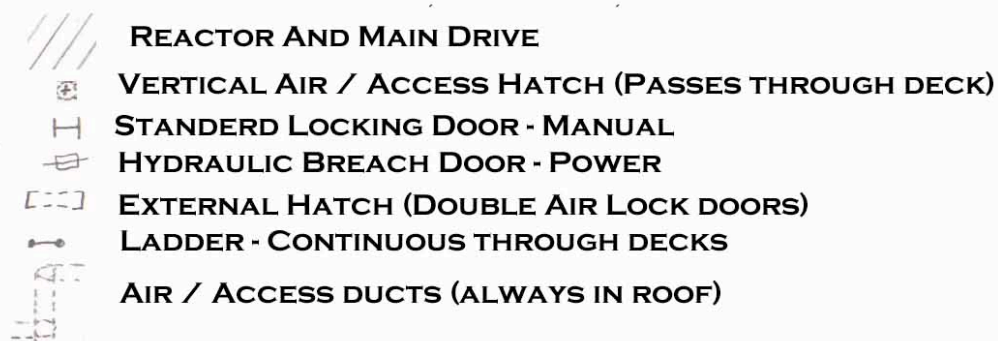 Reactor And Main Drive
Vertical Air / Access Hatch (Passes through deck)
Standerd Locking Door - Manual
Hydraulic Breach Door - Power
External Hatch (Double Air Lock doors)
Ladder - Continuous through decks
Air / Access ducts (always in roof)